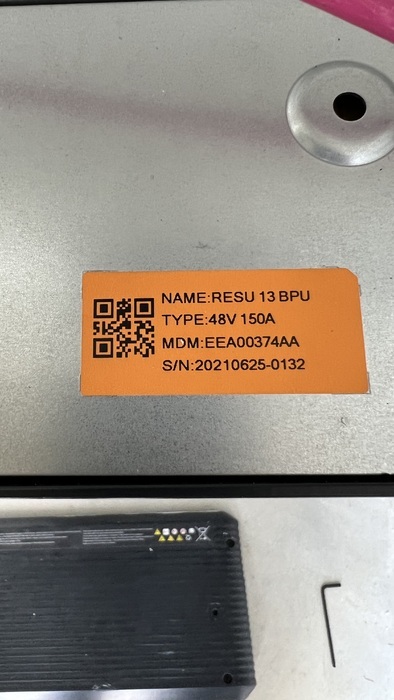 NAME:RESU 13 BPU
TYPE:48V 150A
MDM:EEA00374AA
S/N:20210625-0132